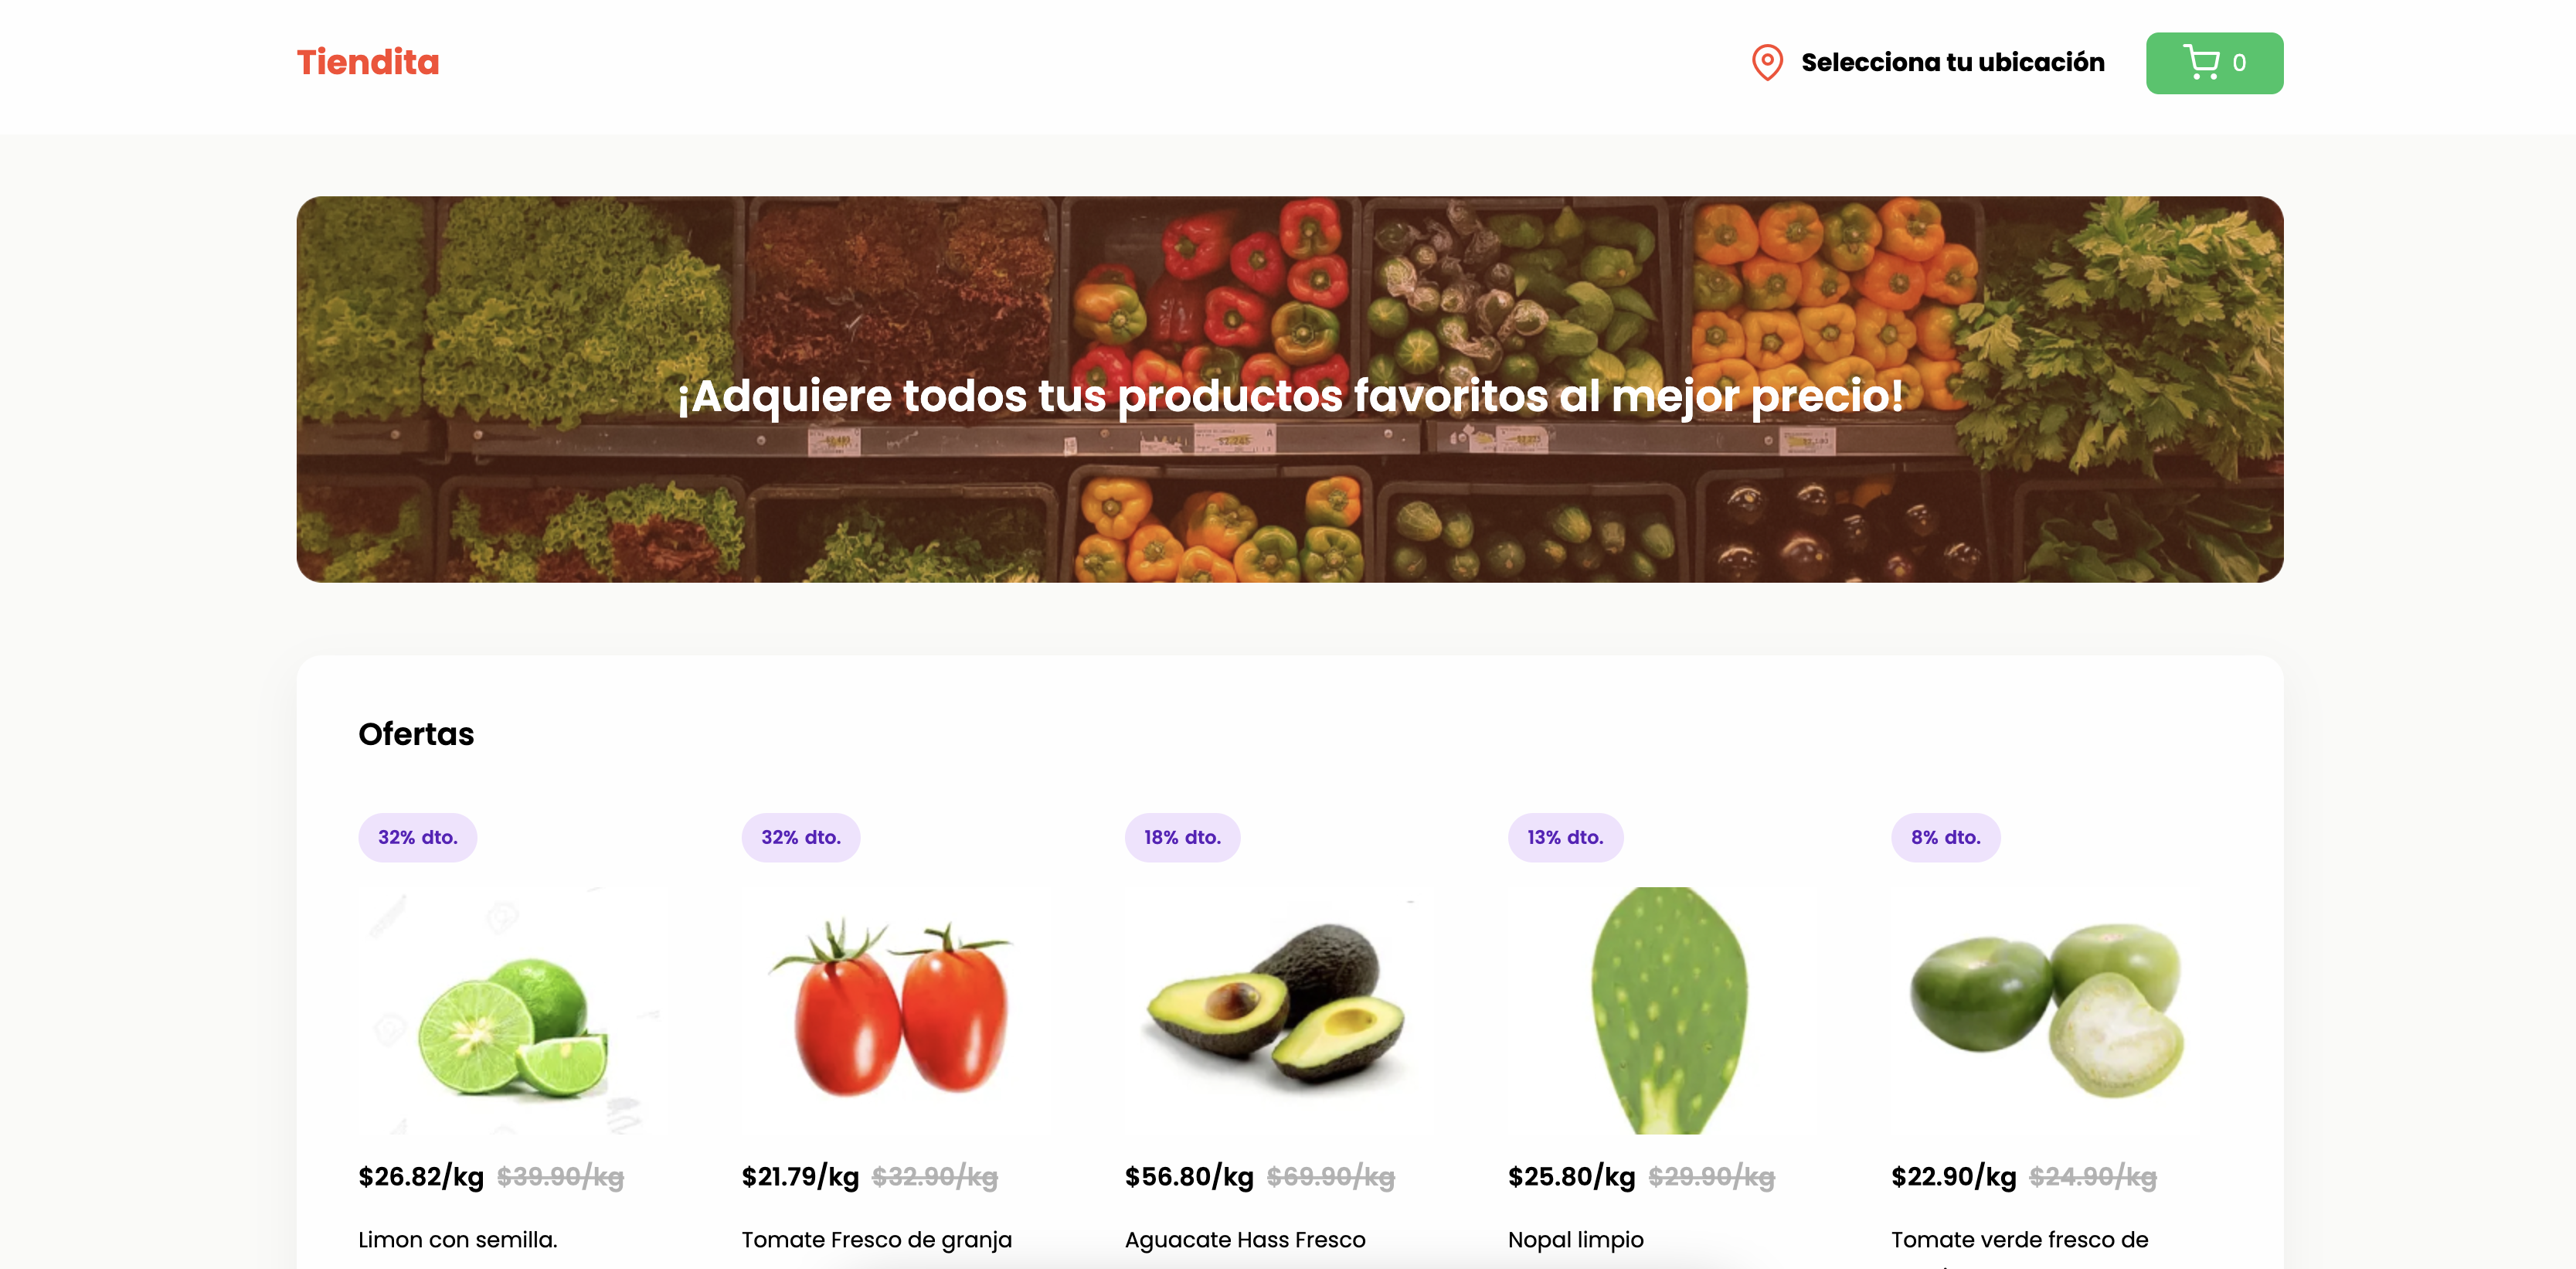 Tiendita
Selecciona tu ubicación
0
¡Adquiere todos tus productos favoritos al mejor precio!
Ofertas
32% dto.
32% dto.
18% dto.
13% dto.
8% dto.
$26.82/kg $39.90/kg
$21.79/kg $32.90/kg
$56.80/kg $69.90/kg
$25.80/kg $29.90/kg
$22.90/kg $24.90/kg
Limon con semilla.
Tomate Fresco de granja
Aguacate Hass Fresco
Nopal limpio
Tomate verde fresco de